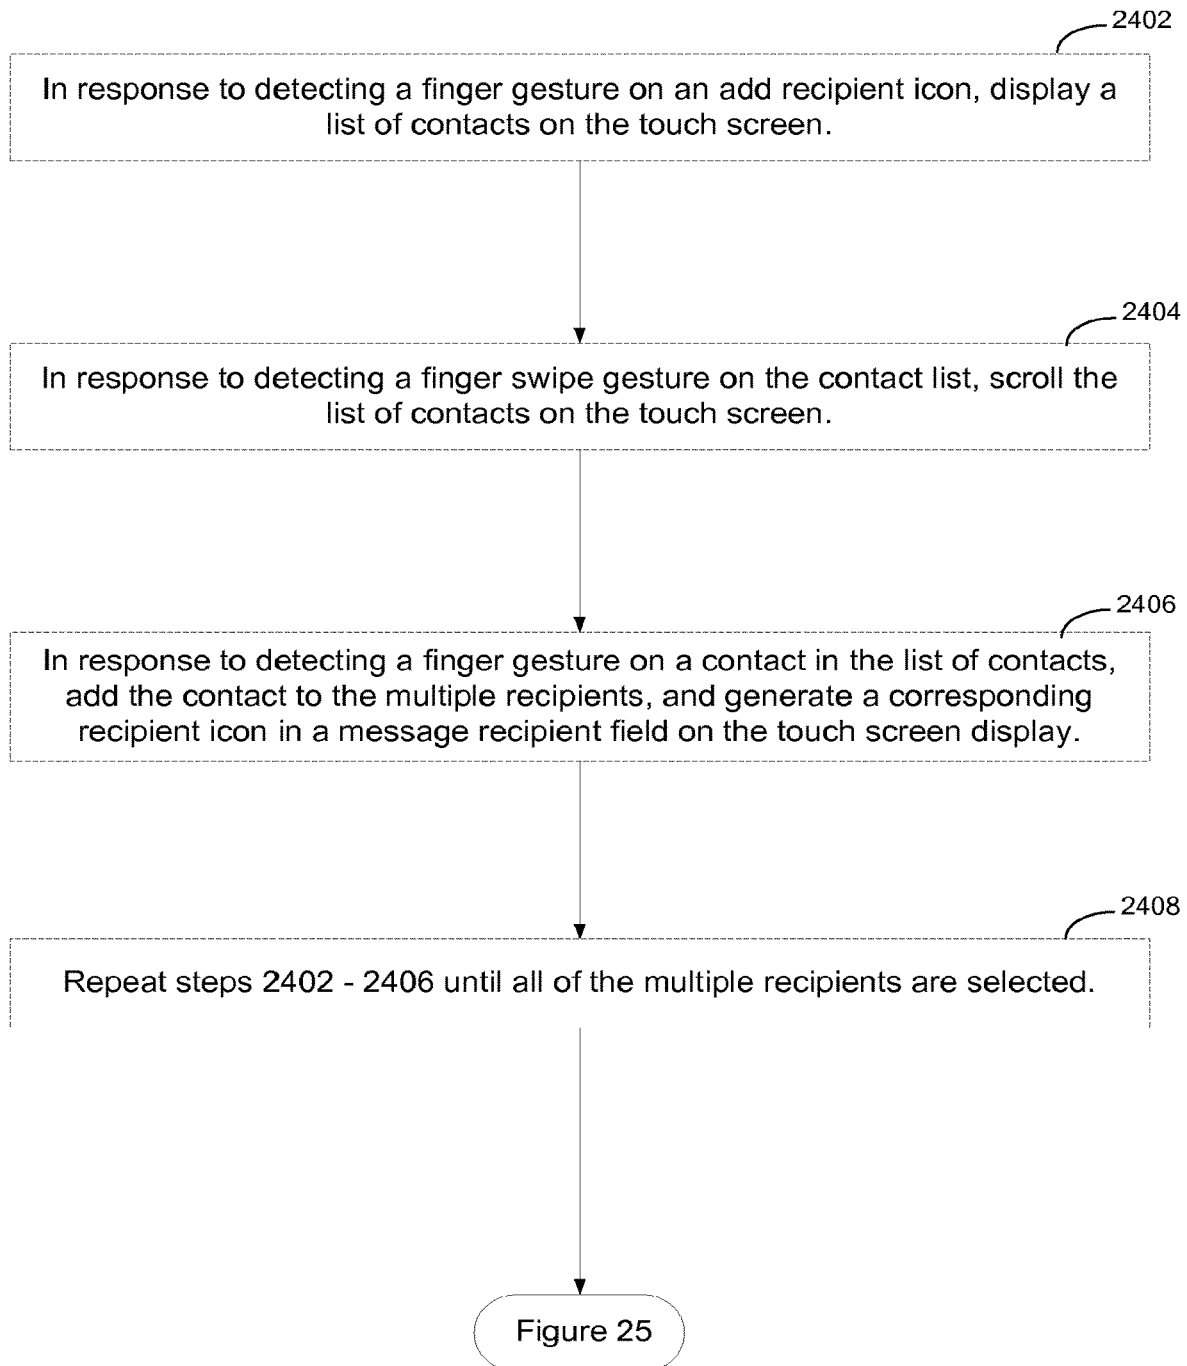 2402
In response to detecting a finger gesture on an add recipient icon, display a
list of contacts on the touch screen.
2404
In response to detecting a finger swipe gesture on the contact list, scroll the
list of contacts on the touch screen.
2406
In response to detecting a finger gesture on a contact in the list of contacts,
add the contact to the multiple recipients, and generate a corresponding
recipient icon in a message recipient field on the touch screen display.
2408
Repeat steps 2402 - 2406 until all of the multiple recipients are selected.
Figure 25